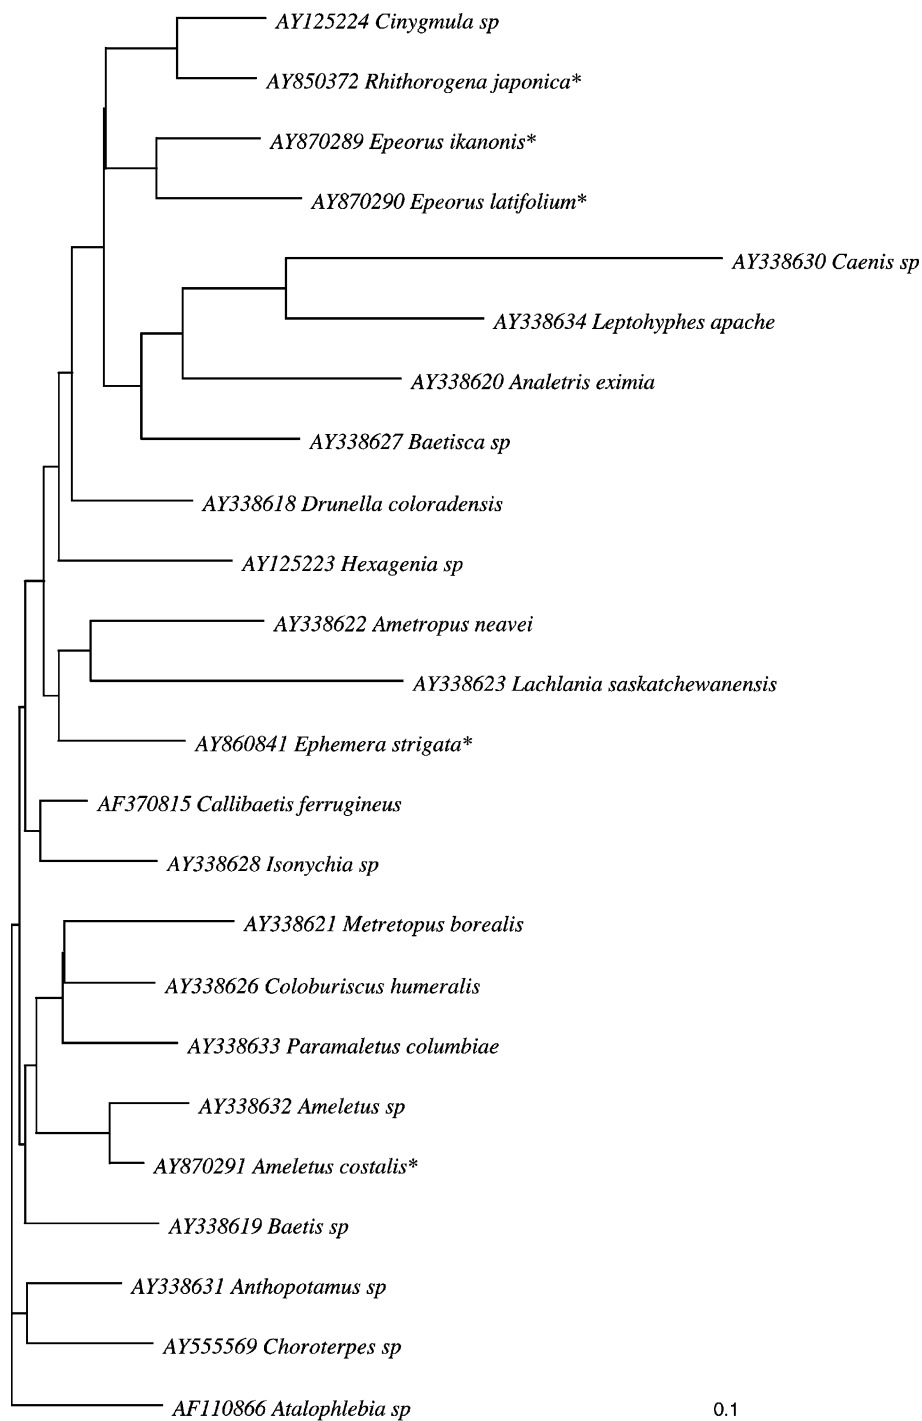 AY125224 Cinygmula sp
AY850372 Rhithorogena japonica*
AY870289 Epeorus ikanonis*
AY870290 Epeorus latifolium*
AY338630 Caenis sp
AY338634 Leptohyphes apache
AY338620 Analetris eximia
AY338627 Baetisca sp
AY338618 Drunella coloradensis
AY125223 Hexagenia sp
AY338622 Ametropus neavei
AY338623 Lachlania saskatchewanensis
AY860841 Ephemera strigata*
AF370815 Callibaetis ferrugineus
AY338628 Isonychia sp
AY338621 Metretopus borealis
AY338626 Coloburiscus humeralis
AY338633 Paramaletus columbiae
AY338632 Ameletus sp
AY870291 Ameletus costalis*
AY338619 Baetis sp
AY338631 Anthopotamus sp
AY555569 Choroterpes sp
AF110866 Atalophlebia sp
0.1